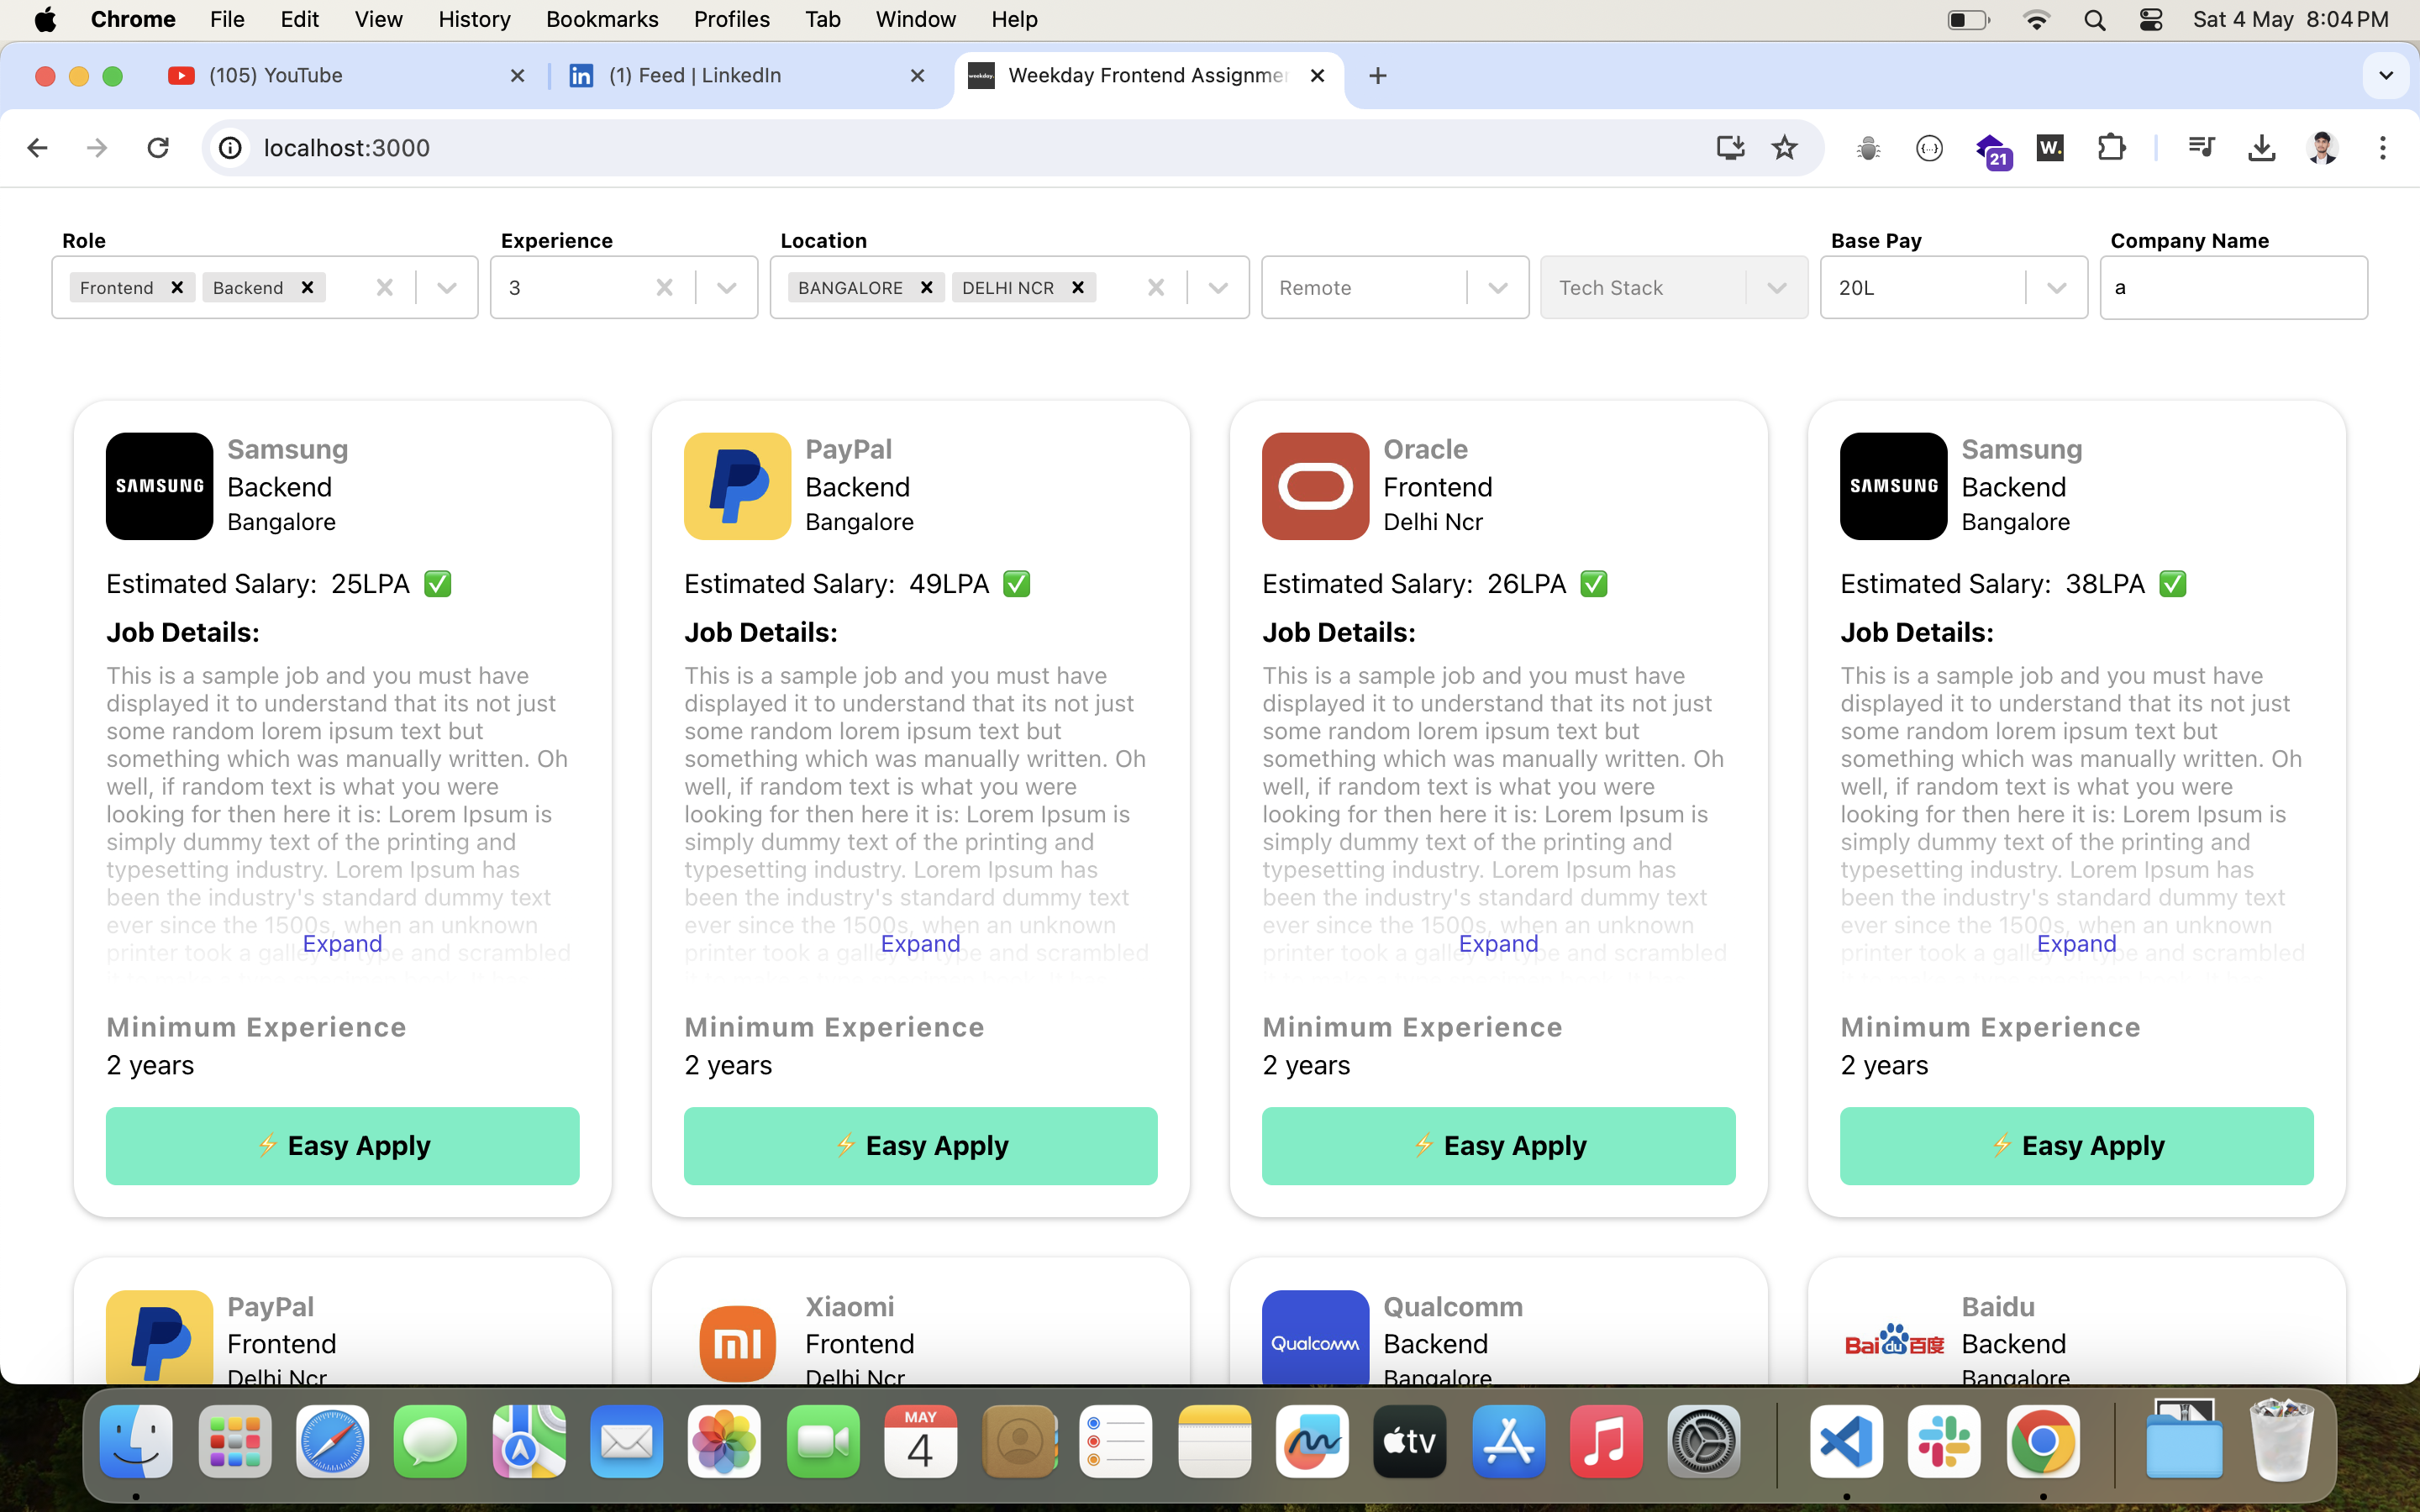 Chrome File Edit View History Bookmarks Profiles Tab Window Help Sat 4 May 8:04 PM
(105) YouTube (1) Feed | LinkedIn weekday. Weekday Frontend Assignmen
localhost:3000 21 W.
Role Experience Location Base Pay Company Name
Frontend Backend 3 BANGALORE DELHI NCR Remote Tech Stack 20L a
SAMSUNG
Samsung
Backend
Bangalore
Estimated Salary: 25LPA
Job Details:
This is a sample job and you must have
displayed it to understand that its not just
some random lorem ipsum text but
something which was manually written. Oh
well, if random text is what you were
looking for then here it is: Lorem Ipsum is
simply dummy text of the printing and
typesetting industry. Lorem Ipsum has
been the industry's standard dummy text
ever since the 1500s, when an unknown
printer took a galley of type and scrambled
Expand
Minimum Experience
2 years
Easy Apply
PayPal
Backend
Bangalore
Estimated Salary: 49LPA
Job Details:
This is a sample job and you must have
displayed it to understand that its not just
some random lorem ipsum text but
something which was manually written. Oh
well, if random text is what you were
looking for then here it is: Lorem Ipsum is
simply dummy text of the printing and
typesetting industry. Lorem Ipsum has
been the industry's standard dummy text
ever since the 1500s, when an unknown
printer took a galley of type and scrambled
Expand
Minimum Experience
2 years
Easy Apply
Oracle
Frontend
Delhi Ncr
Estimated Salary: 26LPA
Job Details:
This is a sample job and you must have
displayed it to understand that its not just
some random lorem ipsum text but
something which was manually written. Oh
well, if random text is what you were
looking for then here it is: Lorem Ipsum is
simply dummy text of the printing and
typesetting industry. Lorem Ipsum has
been the industry's standard dummy text
ever since the 1500s, when an unknown
printer took a galley of type and scrambled
Expand
Minimum Experience
2 years
Easy Apply
SAMSUNG
Samsung
Backend
Bangalore
Estimated Salary: 38LPA
Job Details:
This is a sample job and you must have
displayed it to understand that its not just
some random lorem ipsum text but
something which was manually written. Oh
well, if random text is what you were
looking for then here it is: Lorem Ipsum is
simply dummy text of the printing and
typesetting industry. Lorem Ipsum has
been the industry's standard dummy text
ever since the 1500s, when an unknown
printer took a galley of type and scrambled
Expand
Minimum Experience
2 years
Easy Apply
PayPal
Frontend
Delhi Ncr
mi
Xiaomi
Frontend
Delhi Ncr
Qualcomm
Qualcomm
Backend
Bangalore
Bai du 百度
Baidu
Backend
Bangalore
MAY
4
tv